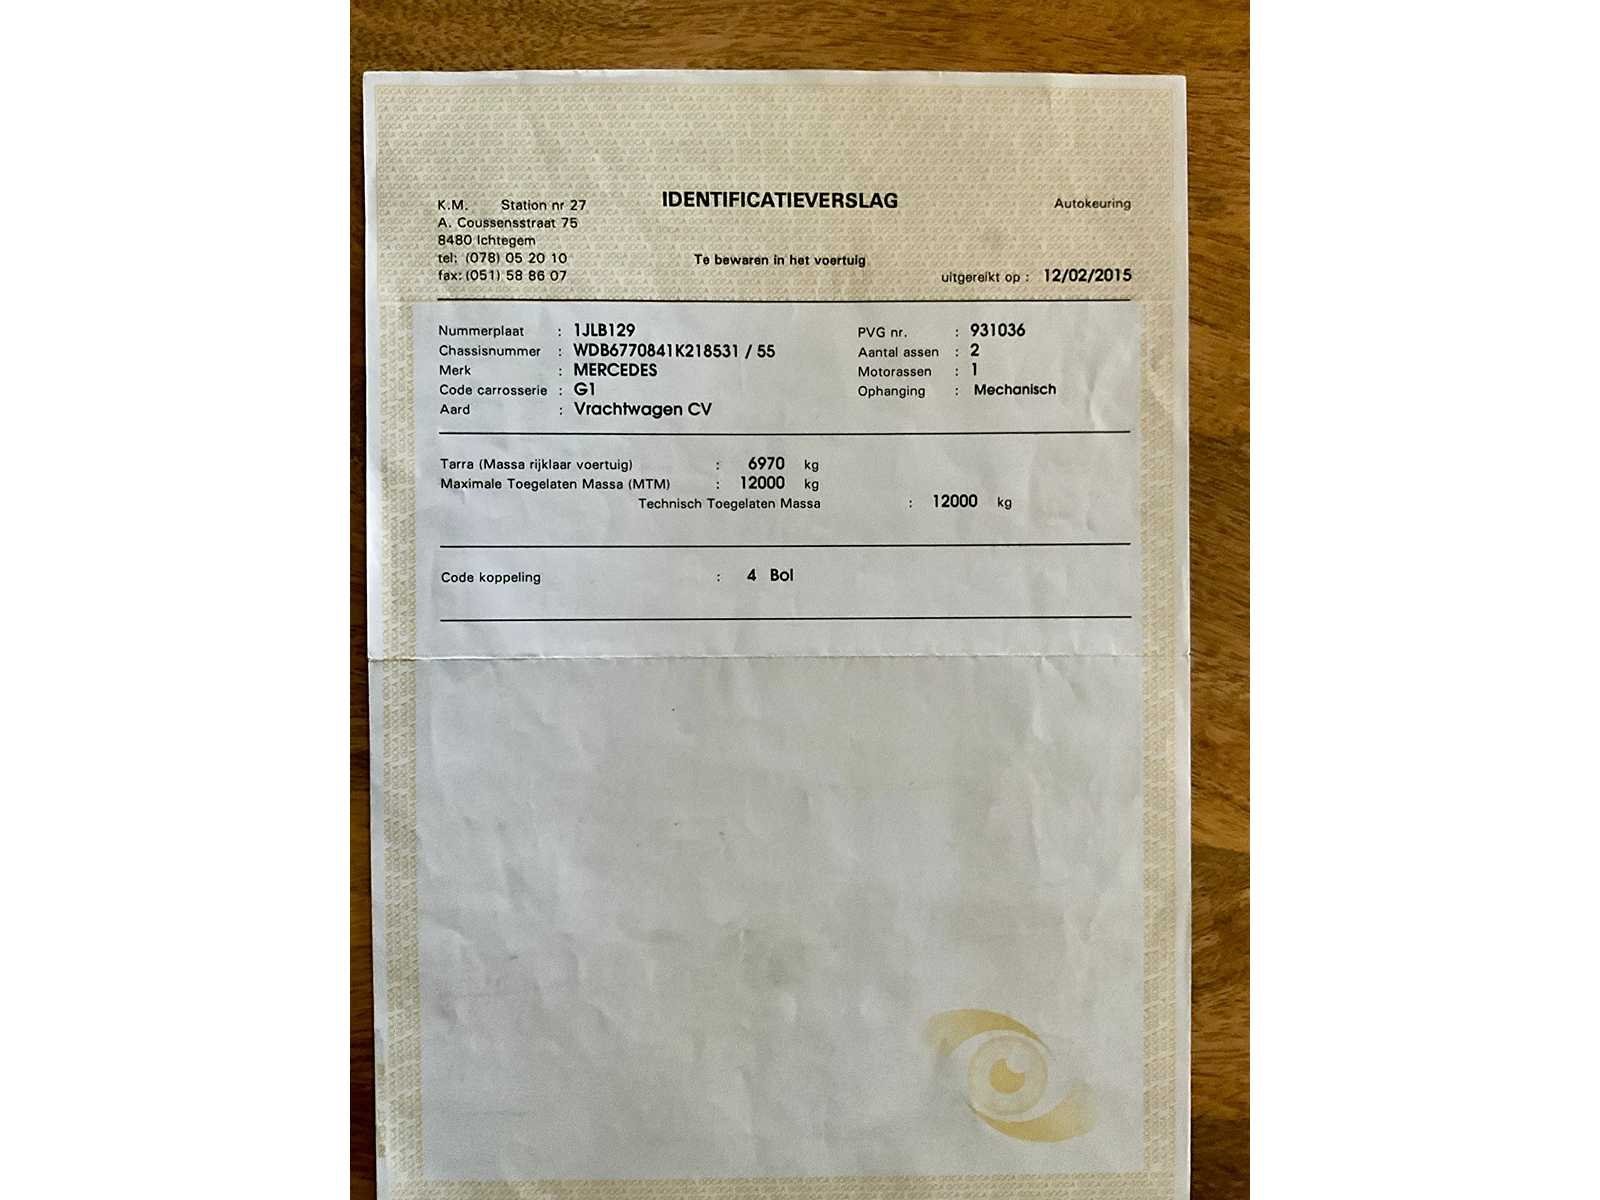 IDENTIFICATIEVERSLAG
Autokeuring
K.M. Station nr 27
A. Coussensstraat 75
8480 Ichtegem
tel: (078) 05 20 10
fax: (051) 58 86 07
Te bewaren in het voertuig
uitgereikt op : 12/02/2015
Nummerplaat : 1JLB129
Chassisnummer : WDB6770841K218531 / 55
Merk : MERCEDES
Code carrosserie : G1
Aard : Vrachtwagen CV
PVG nr. : 931036
Aantal assen : 2
Motorassen : 1
Ophanging : Mechanisch
Tarra (Massa rijklaar voertuig) : 6970 kg
Maximale Toegelaten Massa (MTM) : 12000 kg
Technisch Toegelaten Massa : 12000 kg
Code koppeling : 4 Bol